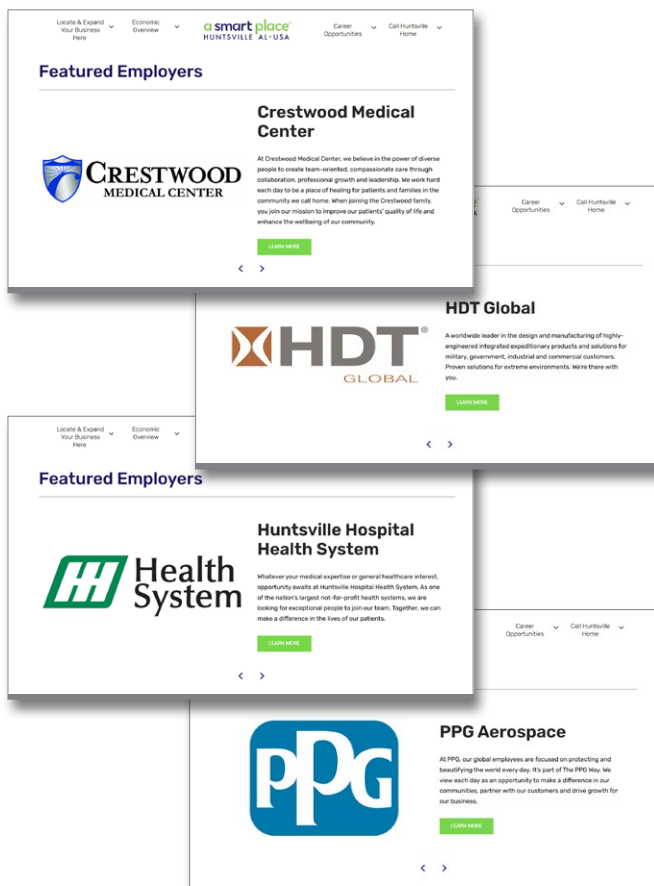 Locate & Expand
Your Business
Here
Economic
Overview
a smart place
HUNTSVILLE AL•USA
Career
Opportunities
Call Huntsville
Home
Featured Employers
CRESTWOOD
MEDICAL CENTER
Crestwood Medical
Center
At Crestwood Medical Center, we believe in the power of diverse
people to create team-oriented, compassionate care through
collaboration, professional growth and leadership. We work hard
each day to be a place of healing for patients and families in the
community we call home. When joining the Crestwood family,
you join our mission to improve our patients' quality of life and
enhance the wellbeing of our community.
LEARN MORE
Career
Opportunities
Call Huntsville
Home
HDT®
GLOBAL
HDT Global
A worldwide leader in the design and manufacturing of highly-
engineered integrated expeditionary products and solutions for
military, government, industrial and commercial customers.
Proven solutions for extreme environments. We're there with
you.
LEARN MORE
Locate & Expand
Your Business
Here
Economic
Overview
Featured Employers
HH Health
System
Huntsville Hospital
Health System
Whatever your medical expertise or general healthcare interest,
opportunity awaits at Huntsville Hospital Health System. As one
of the nation's largest not-for-profit health systems, we are
looking for exceptional people to join our team. Together, we can
make a difference in the lives of our patients.
LEARN MORE
Career
Opportunities
Call Huntsville
Home
PPG
PPG Aerospace
At PPG, our global employees are focused on protecting and
beautifying the world every day. It's part of The PPG Way. We
view each day as an opportunity to make a difference in our
communities, partner with our customers and drive growth for
our business.
LEARN MORE